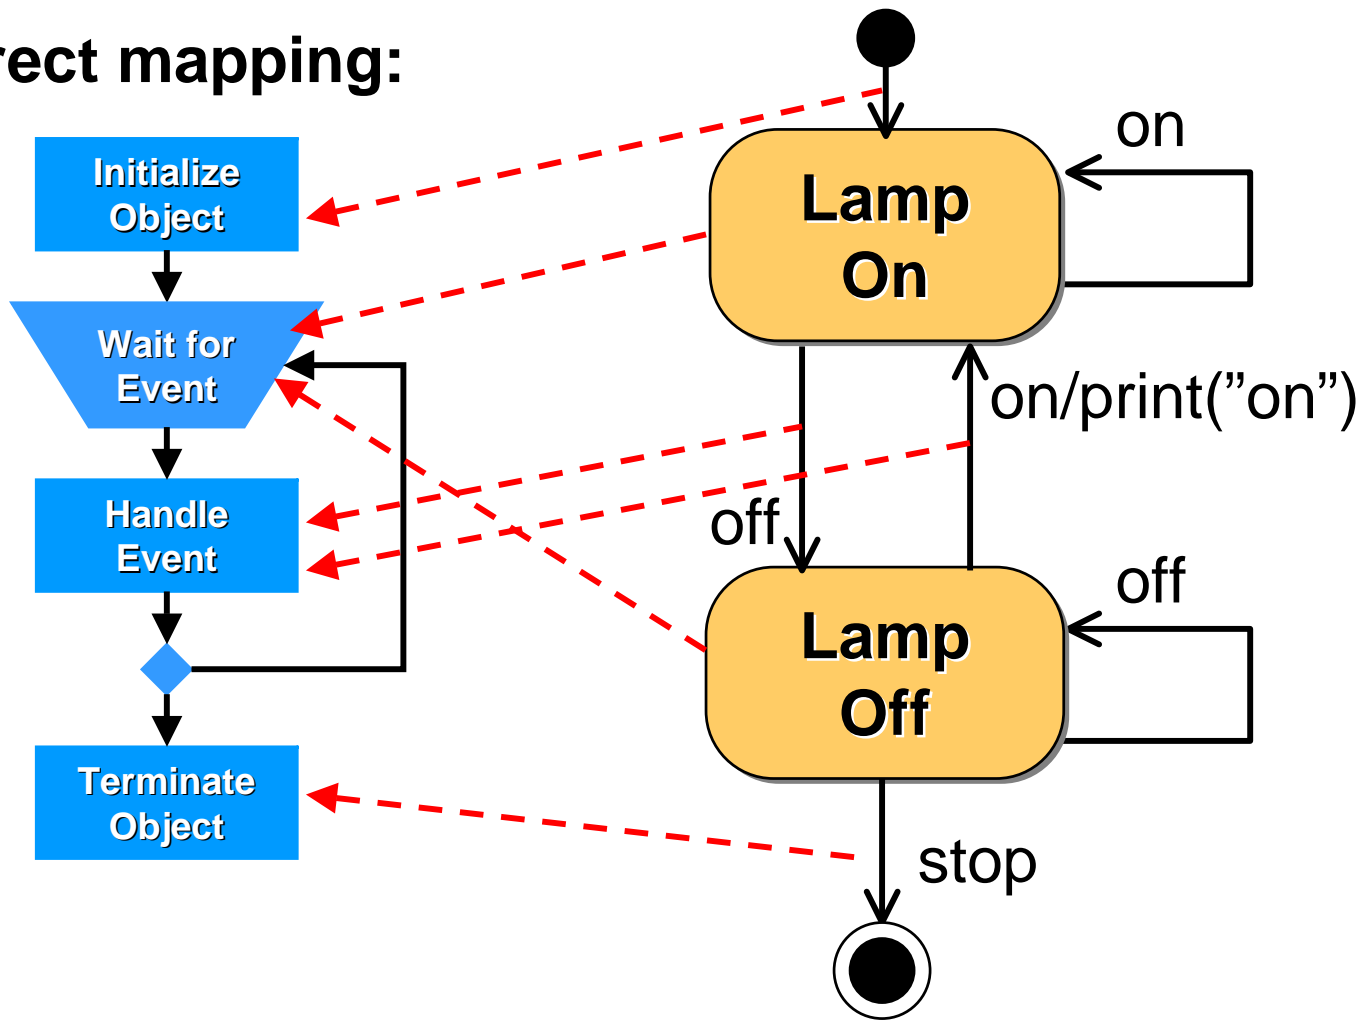 rect mapping:
Initialize
Object
Wait for
Event
Handle
Event
Terminate
Object
on
Lamp
On
on/print(”on”)
off
off
Lamp
Off
stop